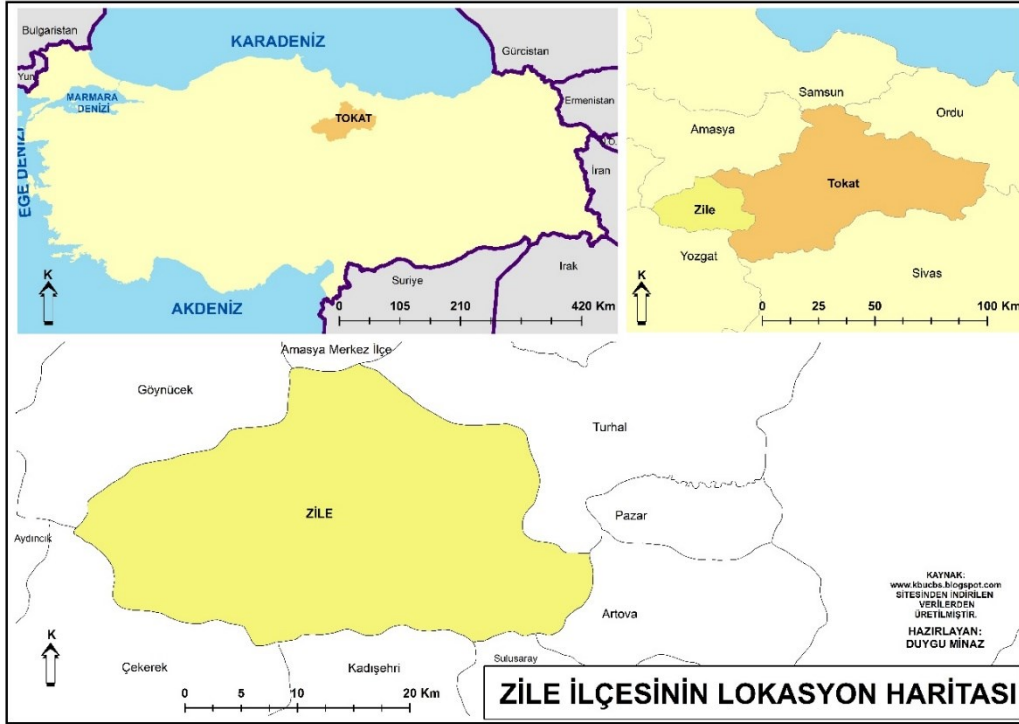 Bulgaristan
KARADENİZ
Gürcistan
Yun.
MARMARA
DENİZİ
TOKAT
Ermenistan
İran
EGE DENİZİ
K
AKDENİZ
Suriye
Irak
0 105 210 420 Km
Samsun
Ordu
Amasya
Tokat
Zile
Yozgat
Sivas
K
0 25 50 100 Km
Amasya Merkez İlçe
Göynücek
Turhal
ZİLE
Pazar
Aydıncık
Artova
K
Çekerek
Kadışehri
Sulusaray
0 5 10 20 Km
KAYNAK:
www.kbucbs.blogspot.com
SİTESİNDEN İNDİRİLEN
VERİLERDEN
ÜRETİLMİŞTİR.
HAZIRLAYAN:
DUYGU MİNAZ
ZİLE İLÇESİNİN LOKASYON HARİTASI